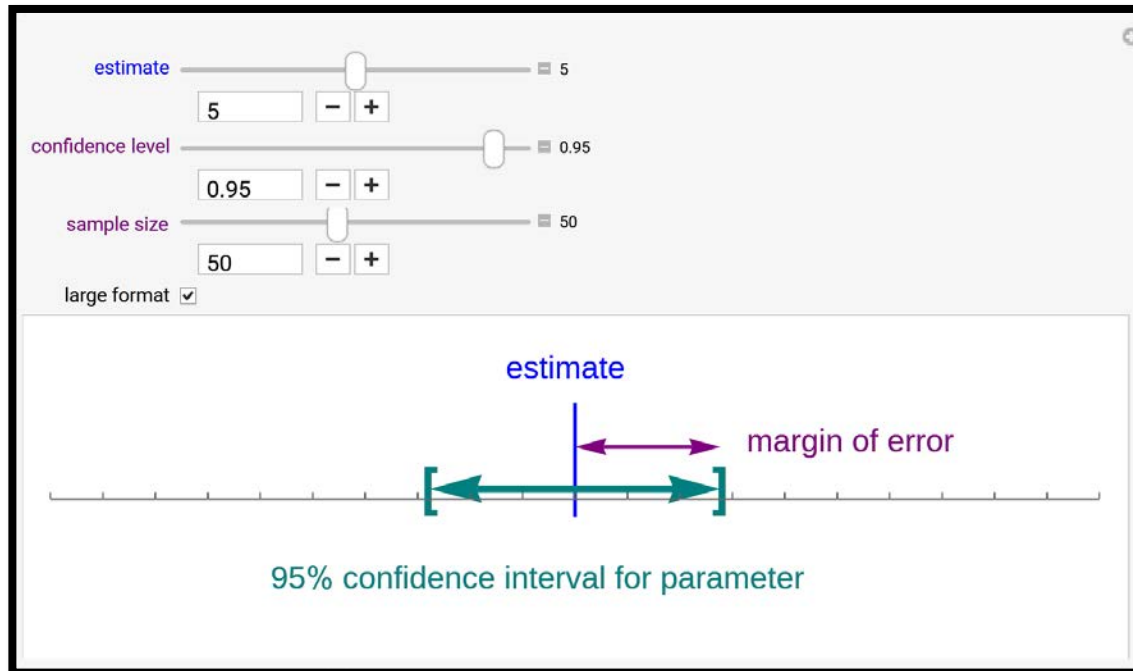 estimate 5
5 − +
confidence level 0.95
0.95 − +
sample size 50
50 − +
large format
estimate
margin of error
95% confidence interval for parameter